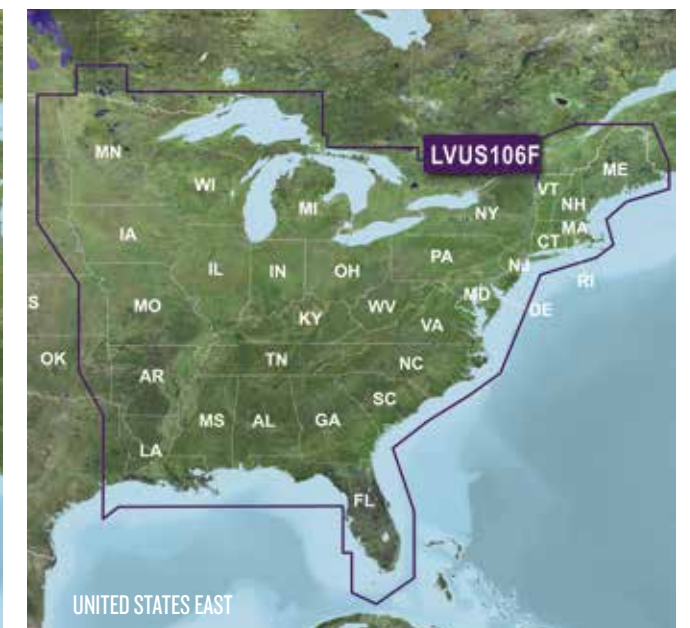 LVUS106F
MN
ME
VT
WI
NH
MI
NY
MA
IA
CT
PA
IL
IN
OH
NJ
RI
MD
S
MO
WV
DE
KY
VA
OK
TN
NC
AR
SC
MS
AL
GA
LA
FL
UNITED STATES EAST